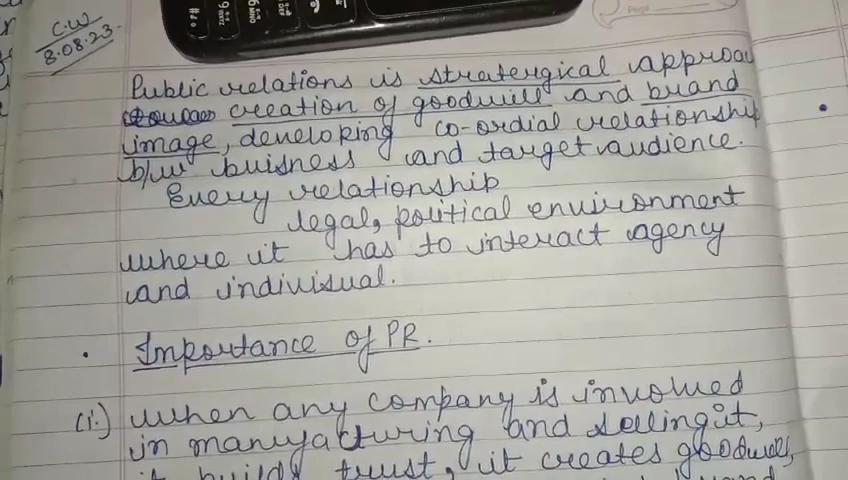 C.W
8.08.23.
Public relations is stratergical approac
creation of goodwill and brand
image, developing co-ordial relationship
b/w buisness and target audience.
Every relationship
legal, political environment
where it has to interact agency
and indivisual.
Importance of PR.
(i) when any company is involved
in manufacturing and selling it,
it builds trust, it creates goodwill,